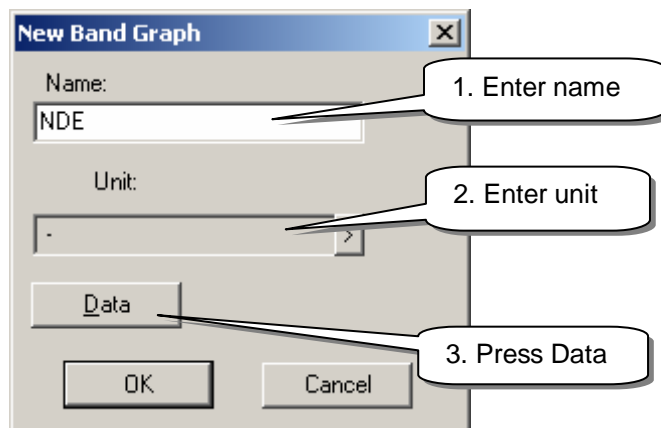 New Band Graph
Name:
1. Enter name
NDE
Unit:
2. Enter unit
-
>
Data
3. Press Data
OK
Cancel